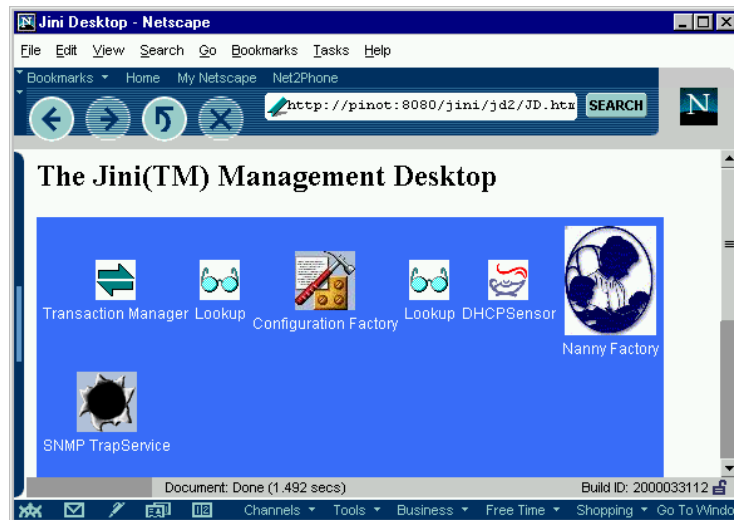 Jini Desktop - Netscape
File Edit View Search Go Bookmarks Tasks Help
Bookmarks Home My Netscape Net2Phone
http://pinot:8080/jini/jd2/JD.htm SEARCH N
The Jini(TM) Management Desktop
Transaction Manager Lookup Configuration Factory Lookup DHCPSensor
Nanny Factory
SNMP TrapService
Document: Done (1.492 secs) Build ID: 2000033112
Channels Tools Business Free Time Shopping Go To Windo